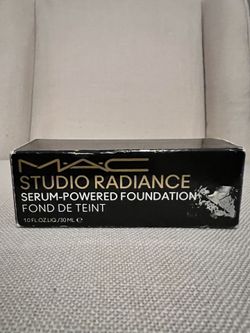 M·A·C
STUDIO RADIANCE
SERUM-POWERED FOUNDATION
FOND DE TEINT
1.0 FL.OZ.LIQ./30 ML ℮